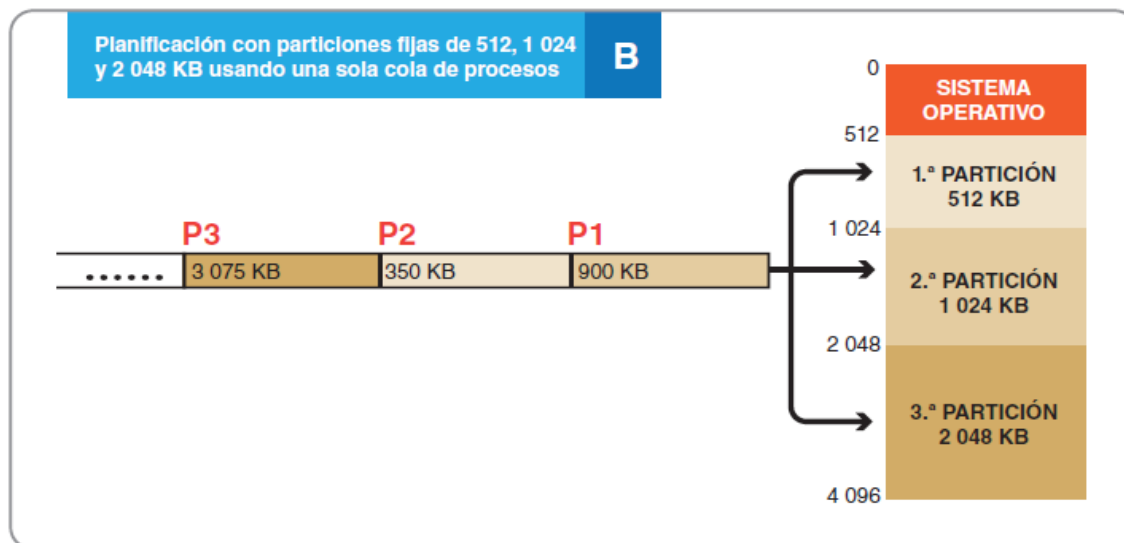 Planificación con particiones fijas de 512, 1 024
y 2 048 KB usando una sola cola de procesos
B
0
SISTEMA
OPERATIVO
512
1.ª PARTICIÓN
512 KB
1 024
P3
P2
P1
......
3 075 KB
350 KB
900 KB
2.ª PARTICIÓN
1 024 KB
2 048
3.ª PARTICIÓN
2 048 KB
4 096